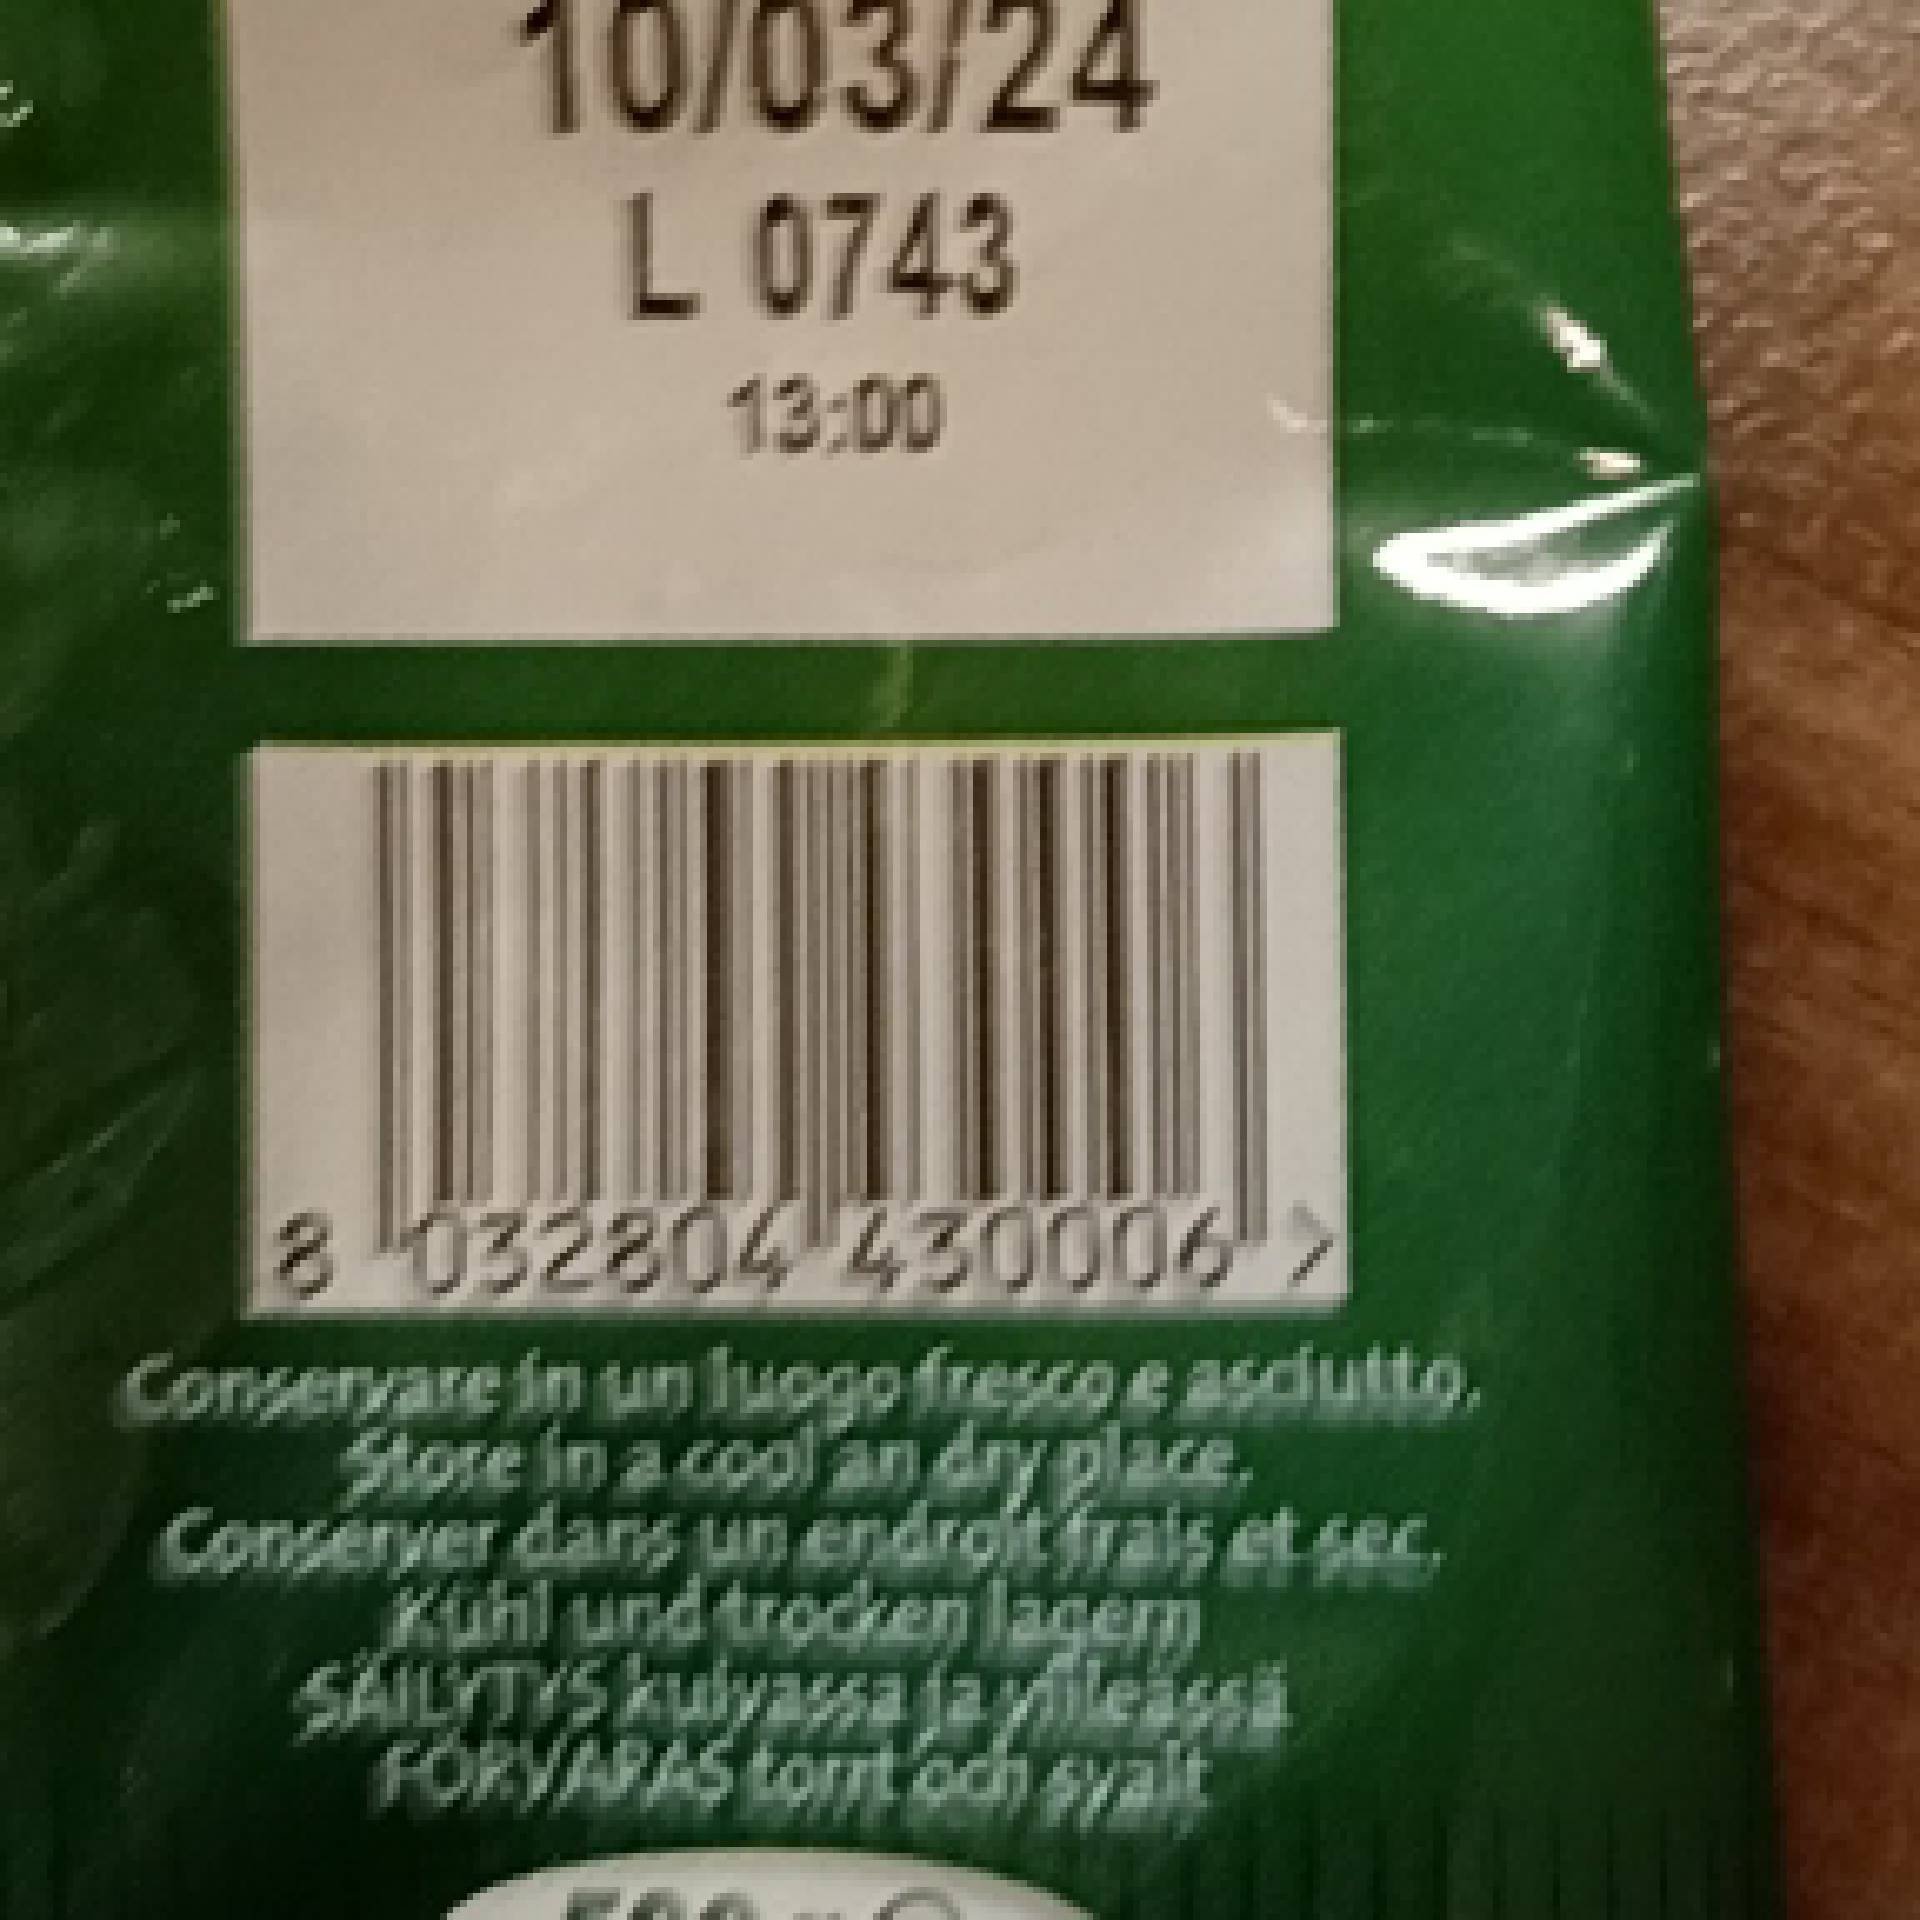 10/03/24
L 0743
13:00
8 032804 430006 >
Conservare in un luogo fresco e asciutto.
Store in a cool an dry place.
Conserver dans un endroit frais et sec.
Kühl und trocken lagern
SÄILYTYS kuivassa ja viileässä
FÖRVARAS torrt och svalt
500 g